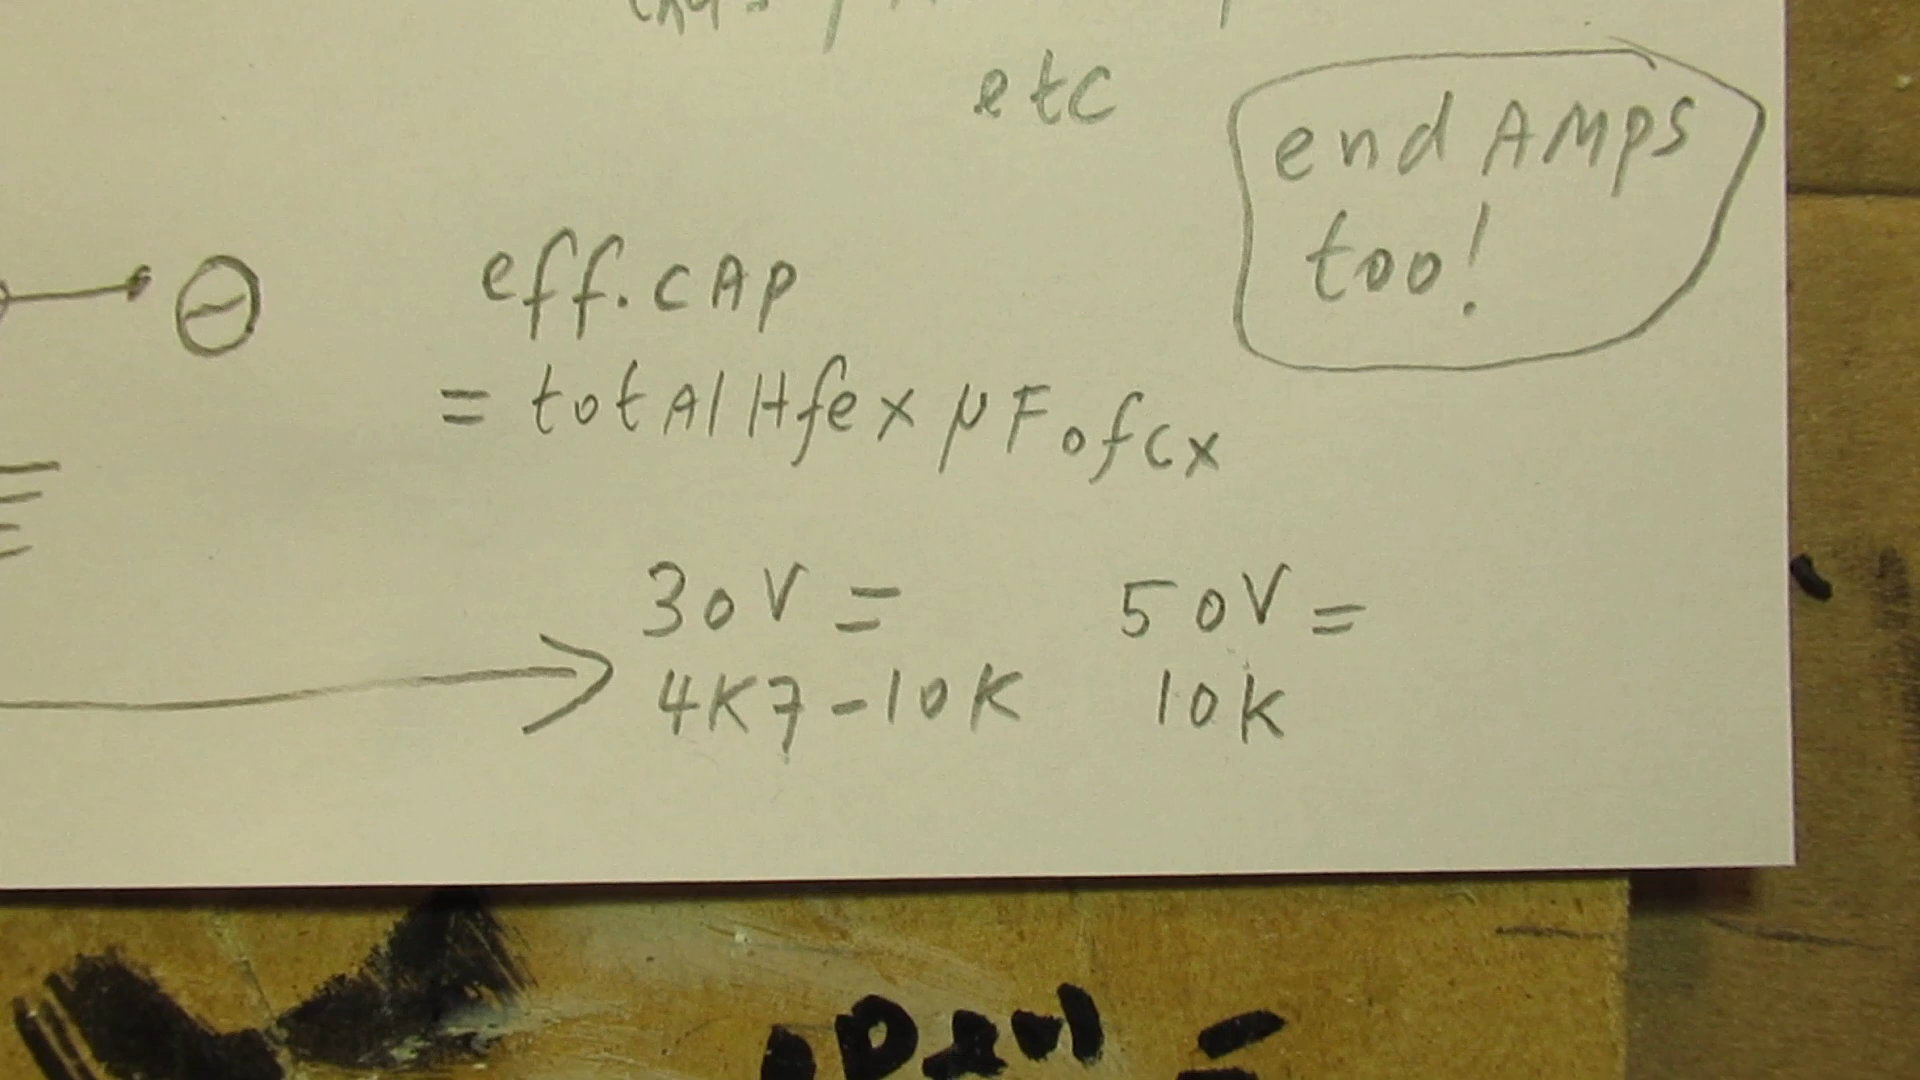 etc
end AMPS
too!
eff. CAP
= totAl Hfe x µF of Cx
30V =
4K7 - 10K
50V =
10k